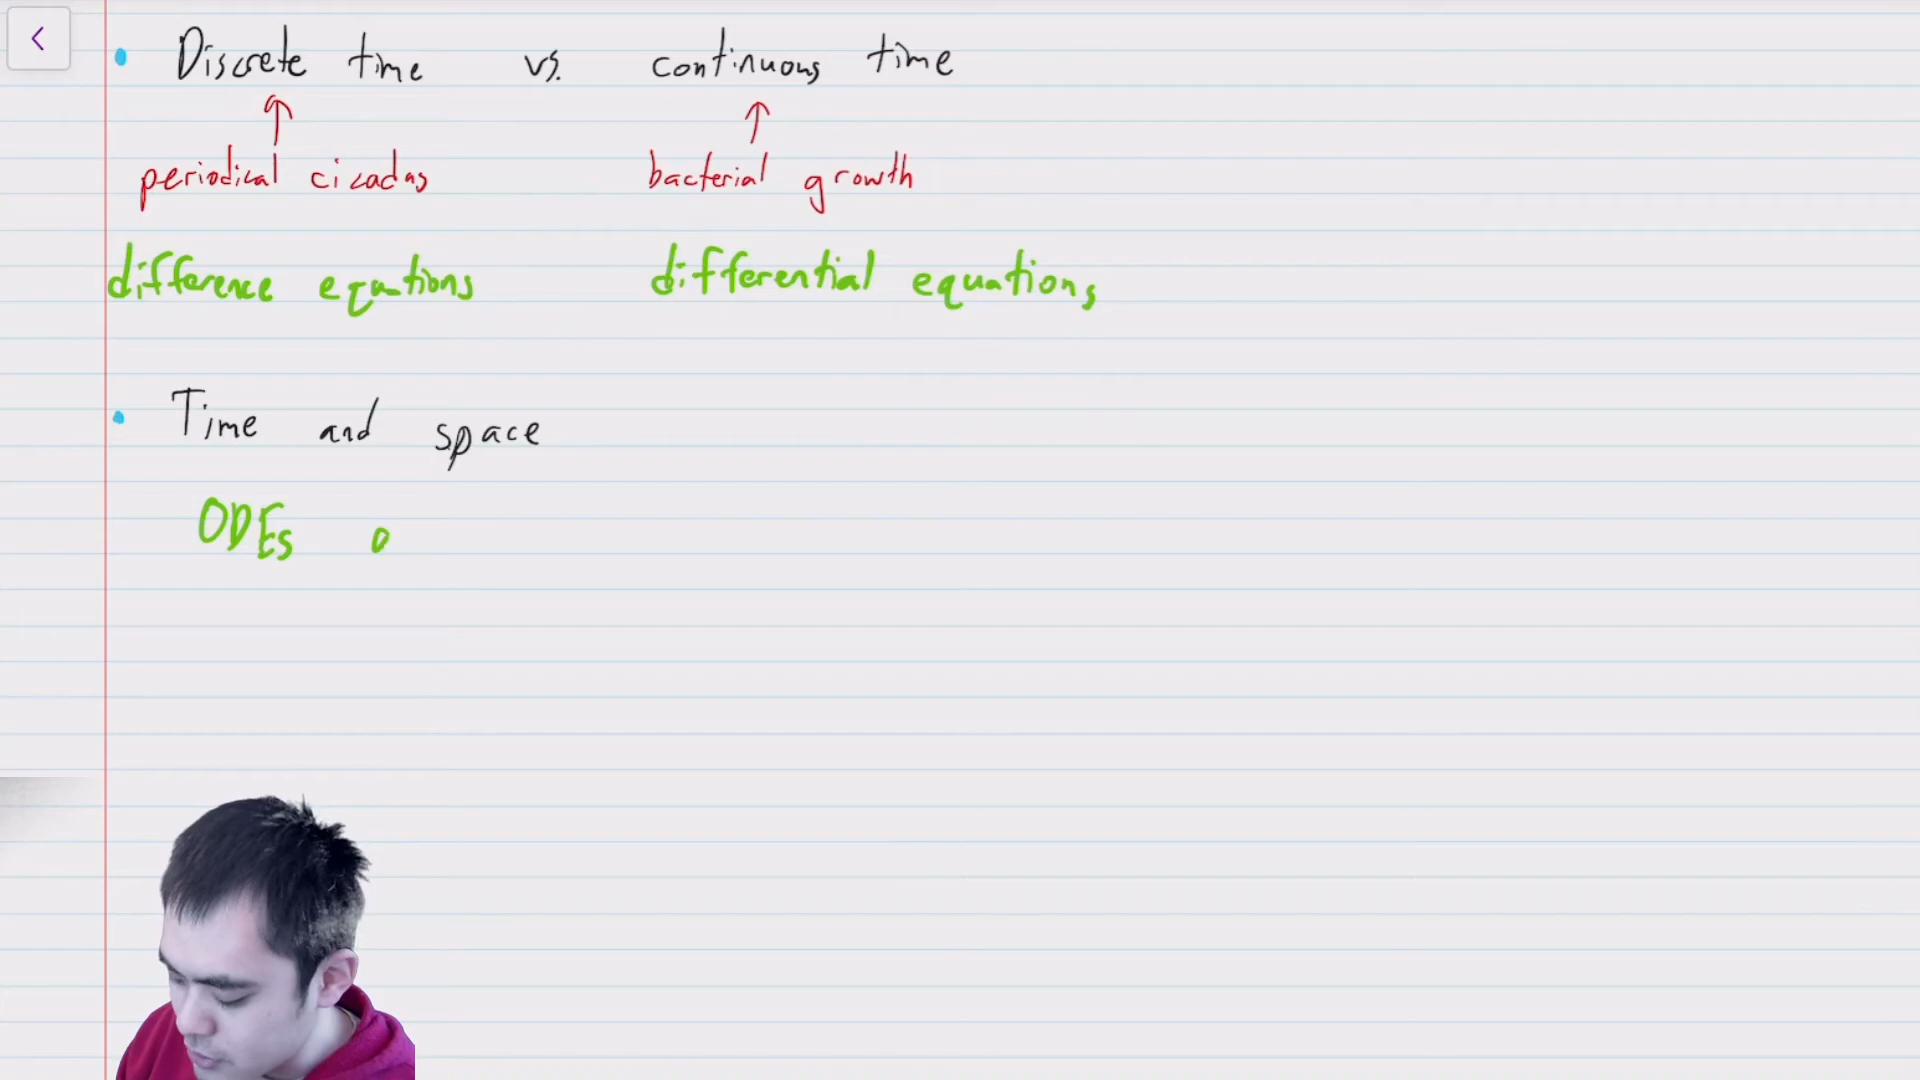 • Discrete time vs. continuous time
↑ ↑
periodical cicadas bacterial growth
difference equations differential equations
• Time and space
ODEs o